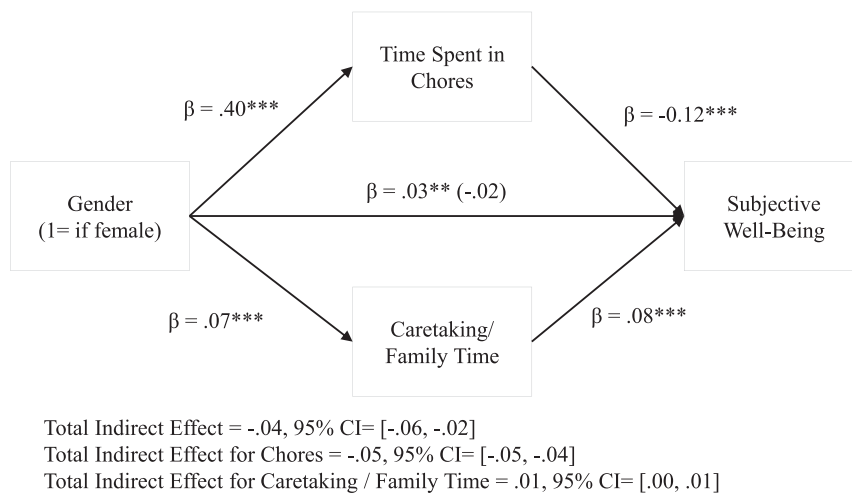 Time Spent in
Chores
β = .40***
β = -0.12***
Gender
(1= if female)
β = .03** (-.02)
Subjective
Well-Being
β = .07***
Caretaking/
Family Time
β = .08***
Total Indirect Effect = -.04, 95% CI= [-.06, -.02]
Total Indirect Effect for Chores = -.05, 95% CI= [-.05, -.04]
Total Indirect Effect for Caretaking / Family Time = .01, 95% CI= [.00, .01]